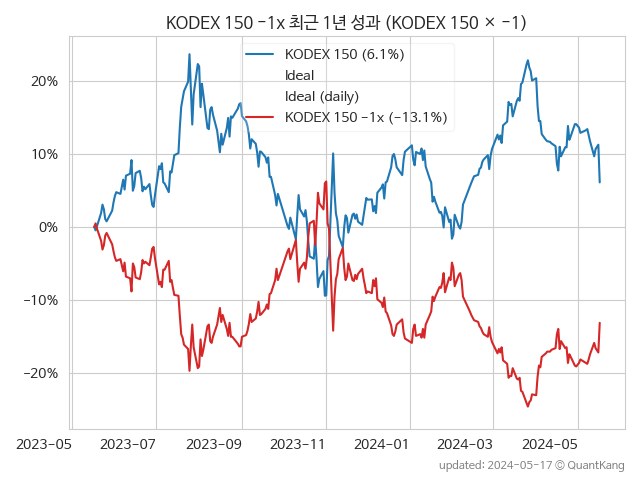 KODEX 150 −1x 최근 1년 성과 (KODEX 150 × −1)
KODEX 150 (6.1%)
Ideal
Ideal (daily)
KODEX 150 −1x (−13.1%)
20%
10%
0%
−10%
−20%
2023−05 2023−07 2023−09 2023−11 2024−01 2024−03 2024−05
updated: 2024−05−17 © QuantKang